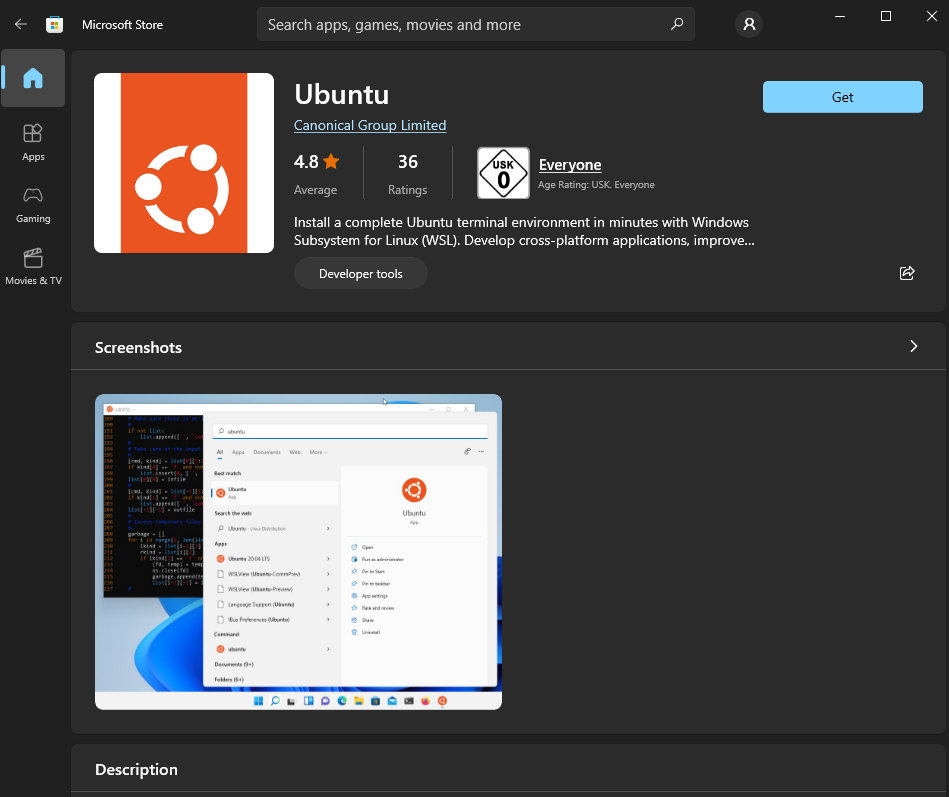 Microsoft Store
Search apps, games, movies and more
Apps
Gaming
Movies & TV
Ubuntu
Canonical Group Limited
Get
4.8
Average
36
Ratings
USK
0
Everyone
Age Rating: USK. Everyone
Install a complete Ubuntu terminal environment in minutes with Windows
Subsystem for Linux (WSL). Develop cross-platform applications, improve...
Developer tools
Screenshots
if not list:
garbage = []
ubuntu
All Apps Documents Web More
Best match
Ubuntu
App
Search the web
Ubuntu - Linux Distribution
Apps
Ubuntu 20.04 LTS
WSLView (Ubuntu-CommPrev)
WSLView (Ubuntu-Preview)
Language Support (Ubuntu)
IBus Preferences (Ubuntu)
Command
ubuntu
Documents (9+)
Folders (6+)
Ubuntu
App
Open
Run as administrator
Pin to Start
Pin to taskbar
App settings
Rate and review
Share
Uninstall
Description